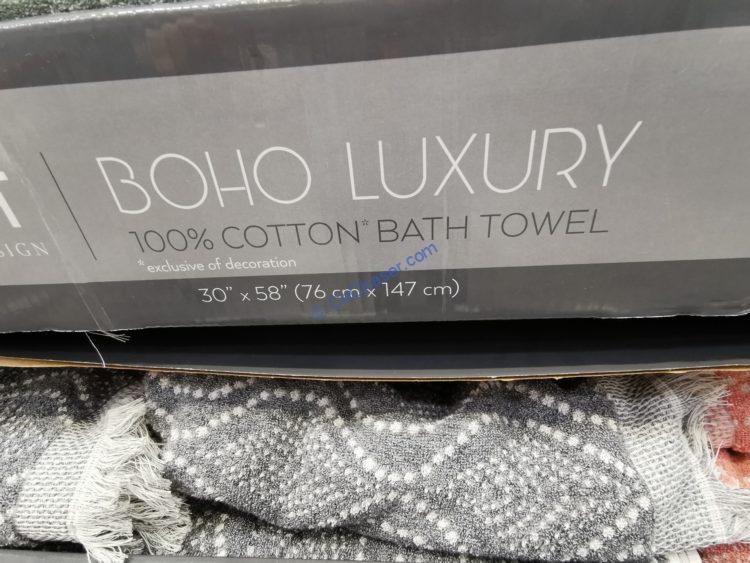 BOHO LUXURY
100% COTTON* BATH TOWEL
*exclusive of decoration
30" x 58" (76 cm x 147 cm)